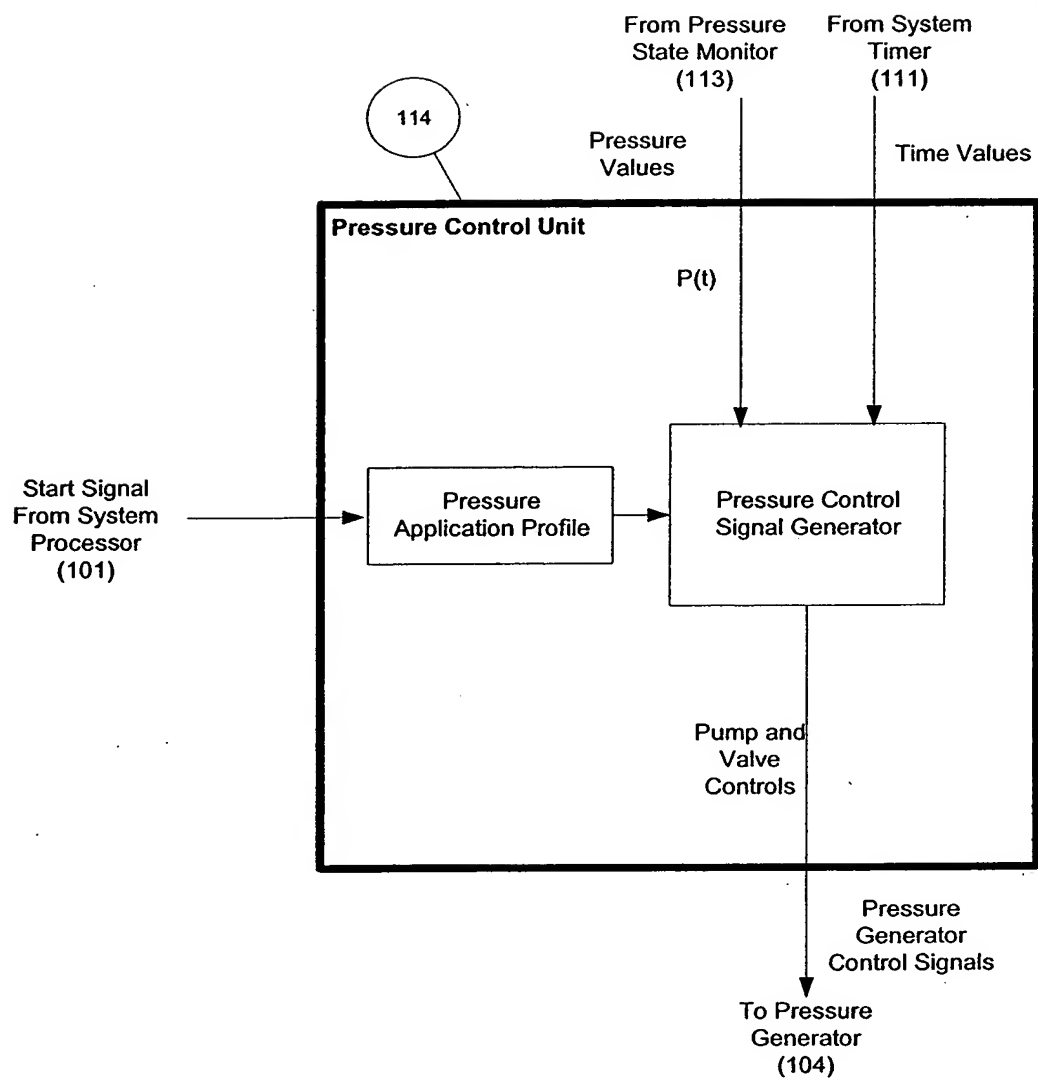 From Pressure
State Monitor
(113)
From System
Timer
(111)
114
Pressure
Values
Time Values
Pressure Control Unit
P(t)
Start Signal
From System
Processor
(101)
Pressure
Application Profile
Pressure Control
Signal Generator
Pump and
Valve
Controls
Pressure
Generator
Control Signals
To Pressure
Generator
(104)